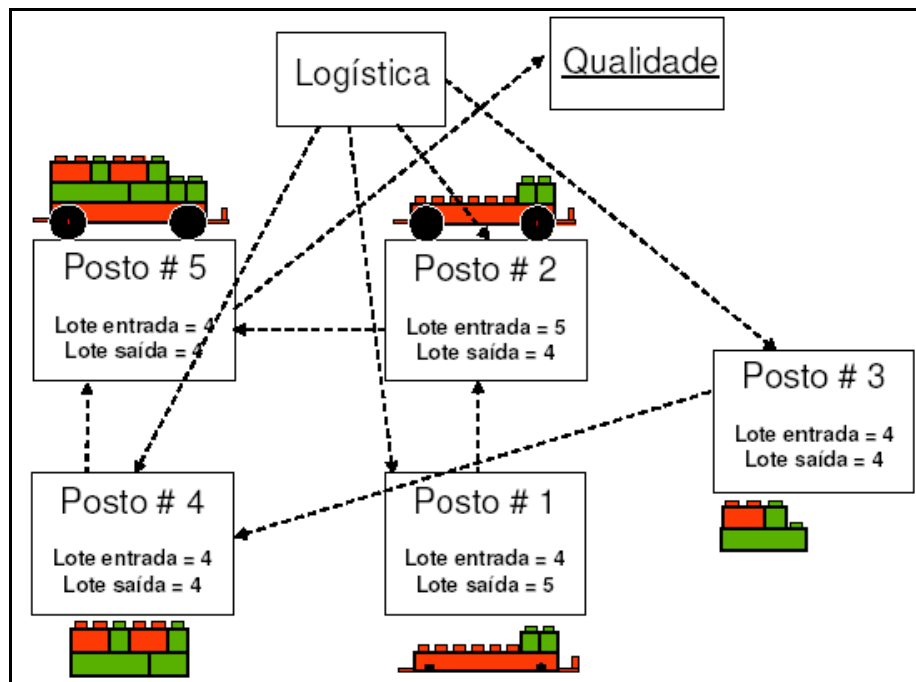 Logística
Qualidade
Posto # 5
Lote entrada = 4
Lote saída = 4
Posto # 2
Lote entrada = 5
Lote saída = 4
Posto # 3
Lote entrada = 4
Lote saída = 4
Posto # 4
Lote entrada = 4
Lote saída = 4
Posto # 1
Lote entrada = 4
Lote saída = 5